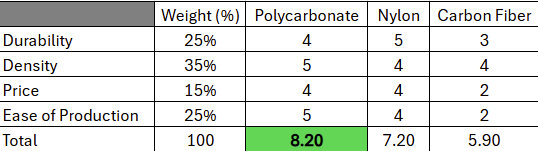 Weight (%) Polycarbonate Nylon Carbon Fiber
Durability 25% 4 5 3
Density 35% 5 4 4
Price 15% 4 4 2
Ease of Production 25% 5 4 2
Total 100 8.20 7.20 5.90